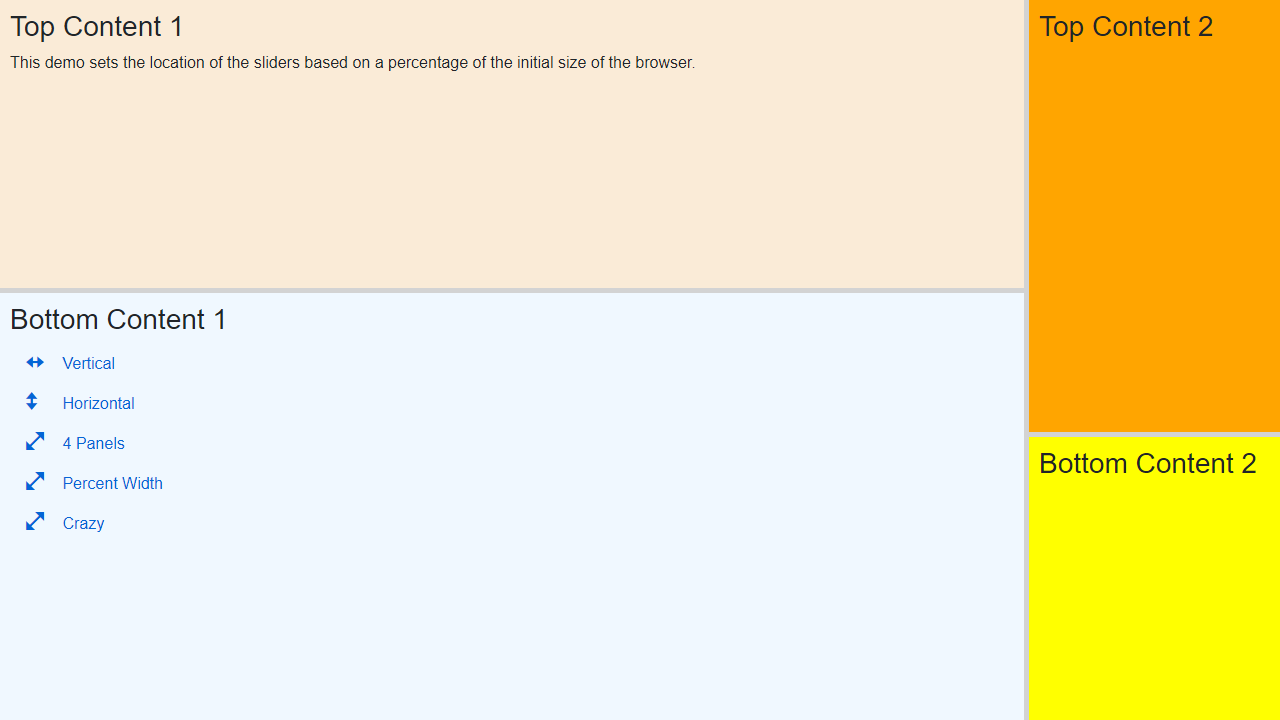 Top Content 1
This demo sets the location of the sliders based on a percentage of the initial size of the browser.
Bottom Content 1
Vertical
Horizontal
4 Panels
Percent Width
Crazy
Top Content 2
Bottom Content 2